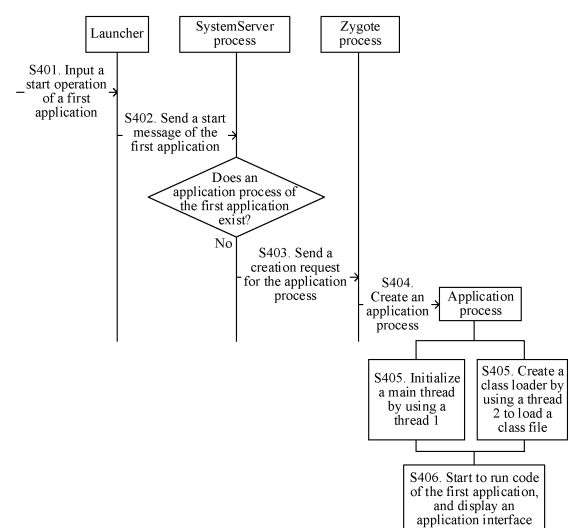 Launcher
SystemServer
process
Zygote
process
S401. Input a
start operation
of a first
application
S402. Send a start
message of the
first application
Does an
application process of
the first application
exist?
No
S403. Send a
creation request
for the application
process
S404.
Create an
application
process
Application
process
S405. Initialize
a main thread
by using a
thread 1
S405. Create a
class loader by
using a thread
2 to load a
class file
S406. Start to run code
of the first application,
and display an
application interface